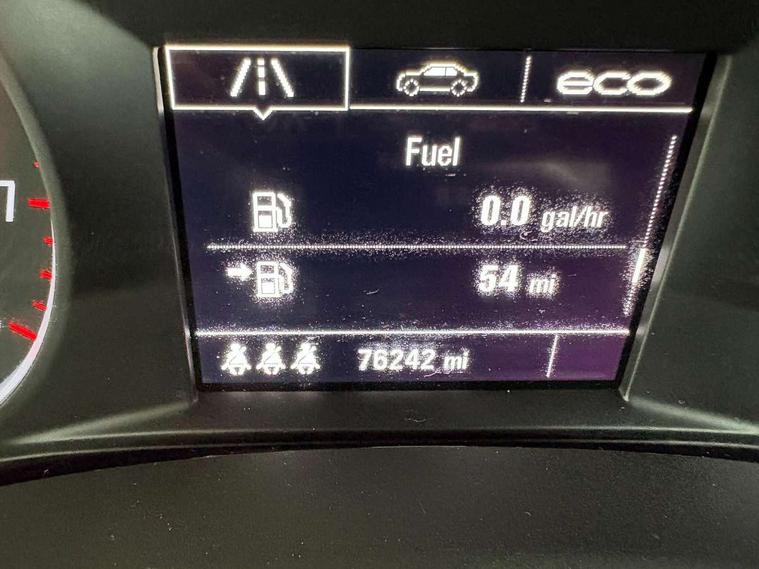 eco
Fuel
0.0 gal/hr
54 mi
76242 mi